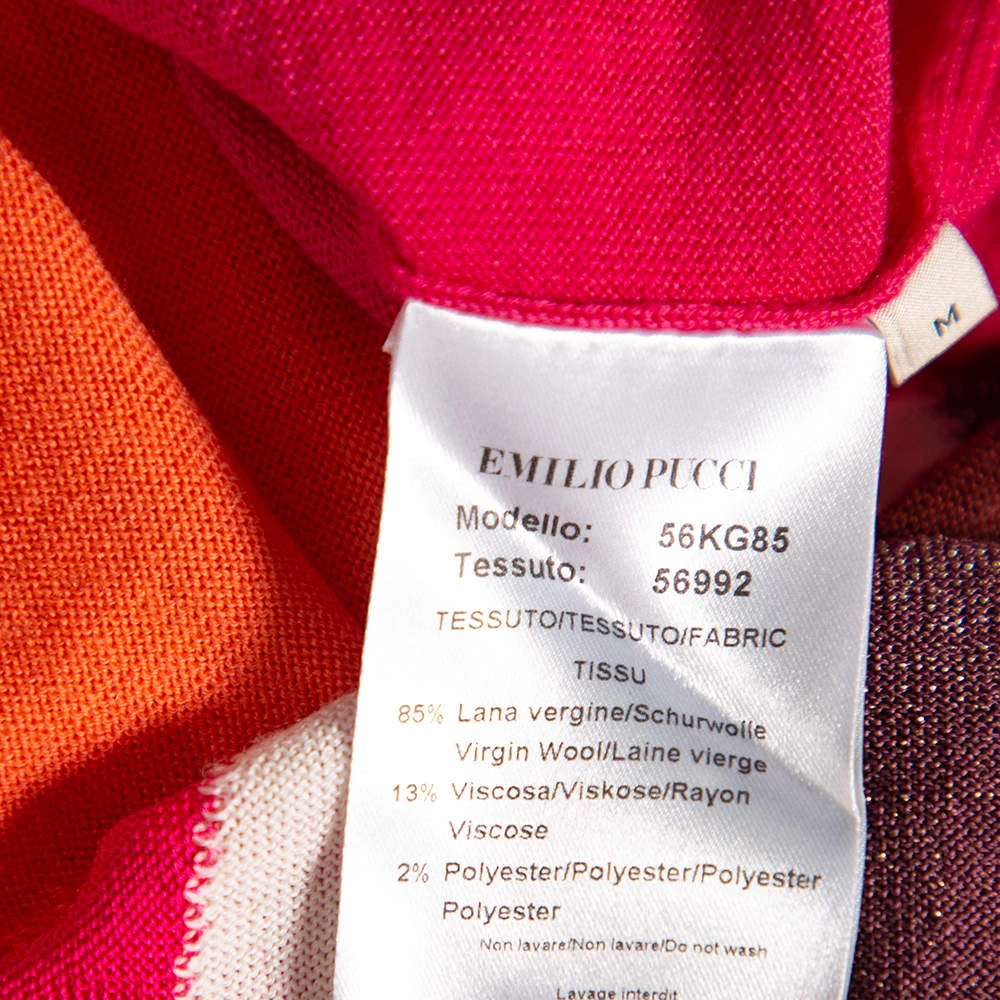 M
EMILIO PUCCI
Modello: 56KG85
Tessuto: 56992
TESSUTO/TESSUTO/FABRIC
TISSU
85% Lana vergine/Schurwolle
Virgin Wool/Laine vierge
13% Viscosa/Viskose/Rayon
Viscose
2% Polyester/Polyester/Polyester
Polyester
Non lavare/Non lavare/Do not wash
Lavage interdit